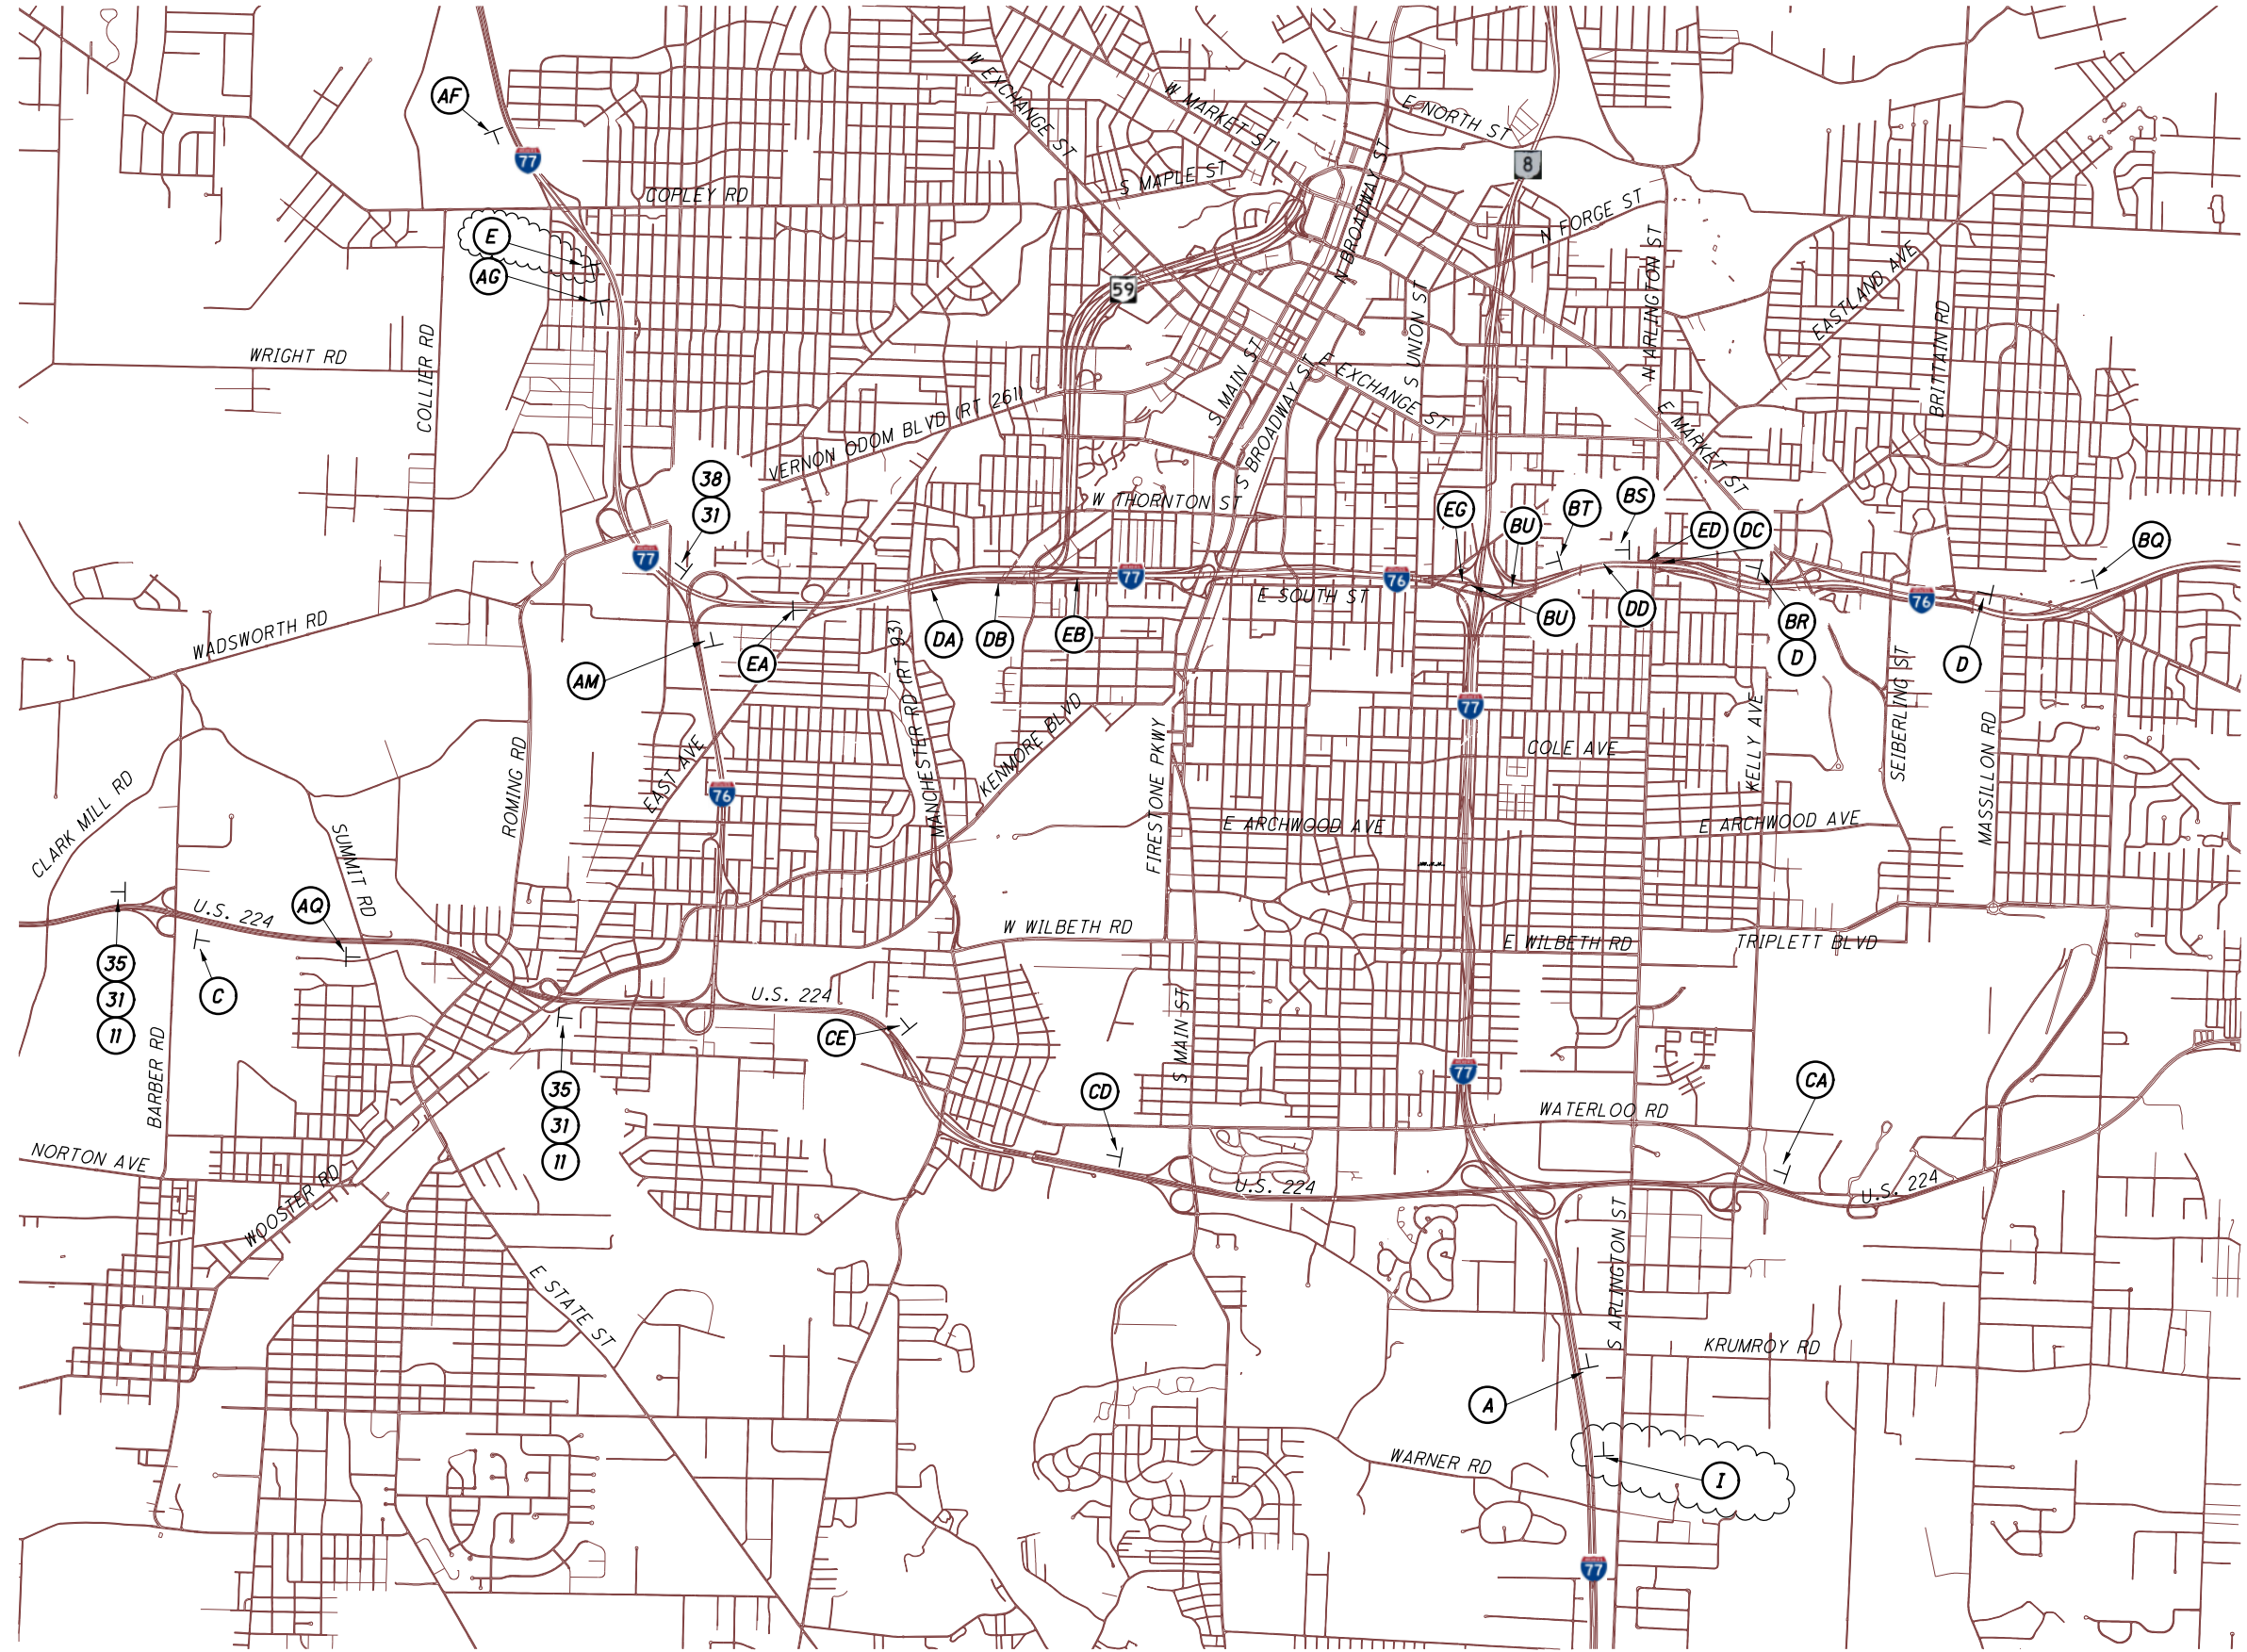 AF
77
W EXCHANGE ST
W MARKET ST
E NORTH ST
8
COPLEY RD
S MAPLE ST
N BROADWAY ST
N FORGE ST
E
AG
59
N ARLINGTON ST
EASTLAND AVE
WRIGHT RD
COLLIER RD
S MAIN ST
S BROADWAY ST
E EXCHANGE ST
S UNION ST
BRITTAIN RD
VERNON ODOM BLVD (RT 261)
E MARKET ST
38
31
W THORNTON ST
EG
BU
BT
BS
ED
DC
BQ
77
77
76
E SOUTH ST
76
WADSWORTH RD
AM
EA
DA
DB
EB
BU
DD
BR
D
D
MANCHESTER RD (RT 93)
KENMORE BLVD
77
SEIBERLING ST
KELLY AVE
MASSILLON RD
COLE AVE
CLARK MILL RD
SUMMIT RD
ROMING RD
EAST AVE
76
FIRESTONE PKWY
E ARCHWOOD AVE
E ARCHWOOD AVE
U.S. 224
AQ
W WILBETH RD
E WILBETH RD
TRIPLETT BLVD
35
31
11
C
U.S. 224
CE
S MAIN ST
BARBER RD
35
31
11
CD
77
WATERLOO RD
CA
NORTON AVE
WOOSTER RD
U.S. 224
U.S. 224
E STATE ST
S ARLINGTON ST
KRUMROY RD
A
WARNER RD
I
77